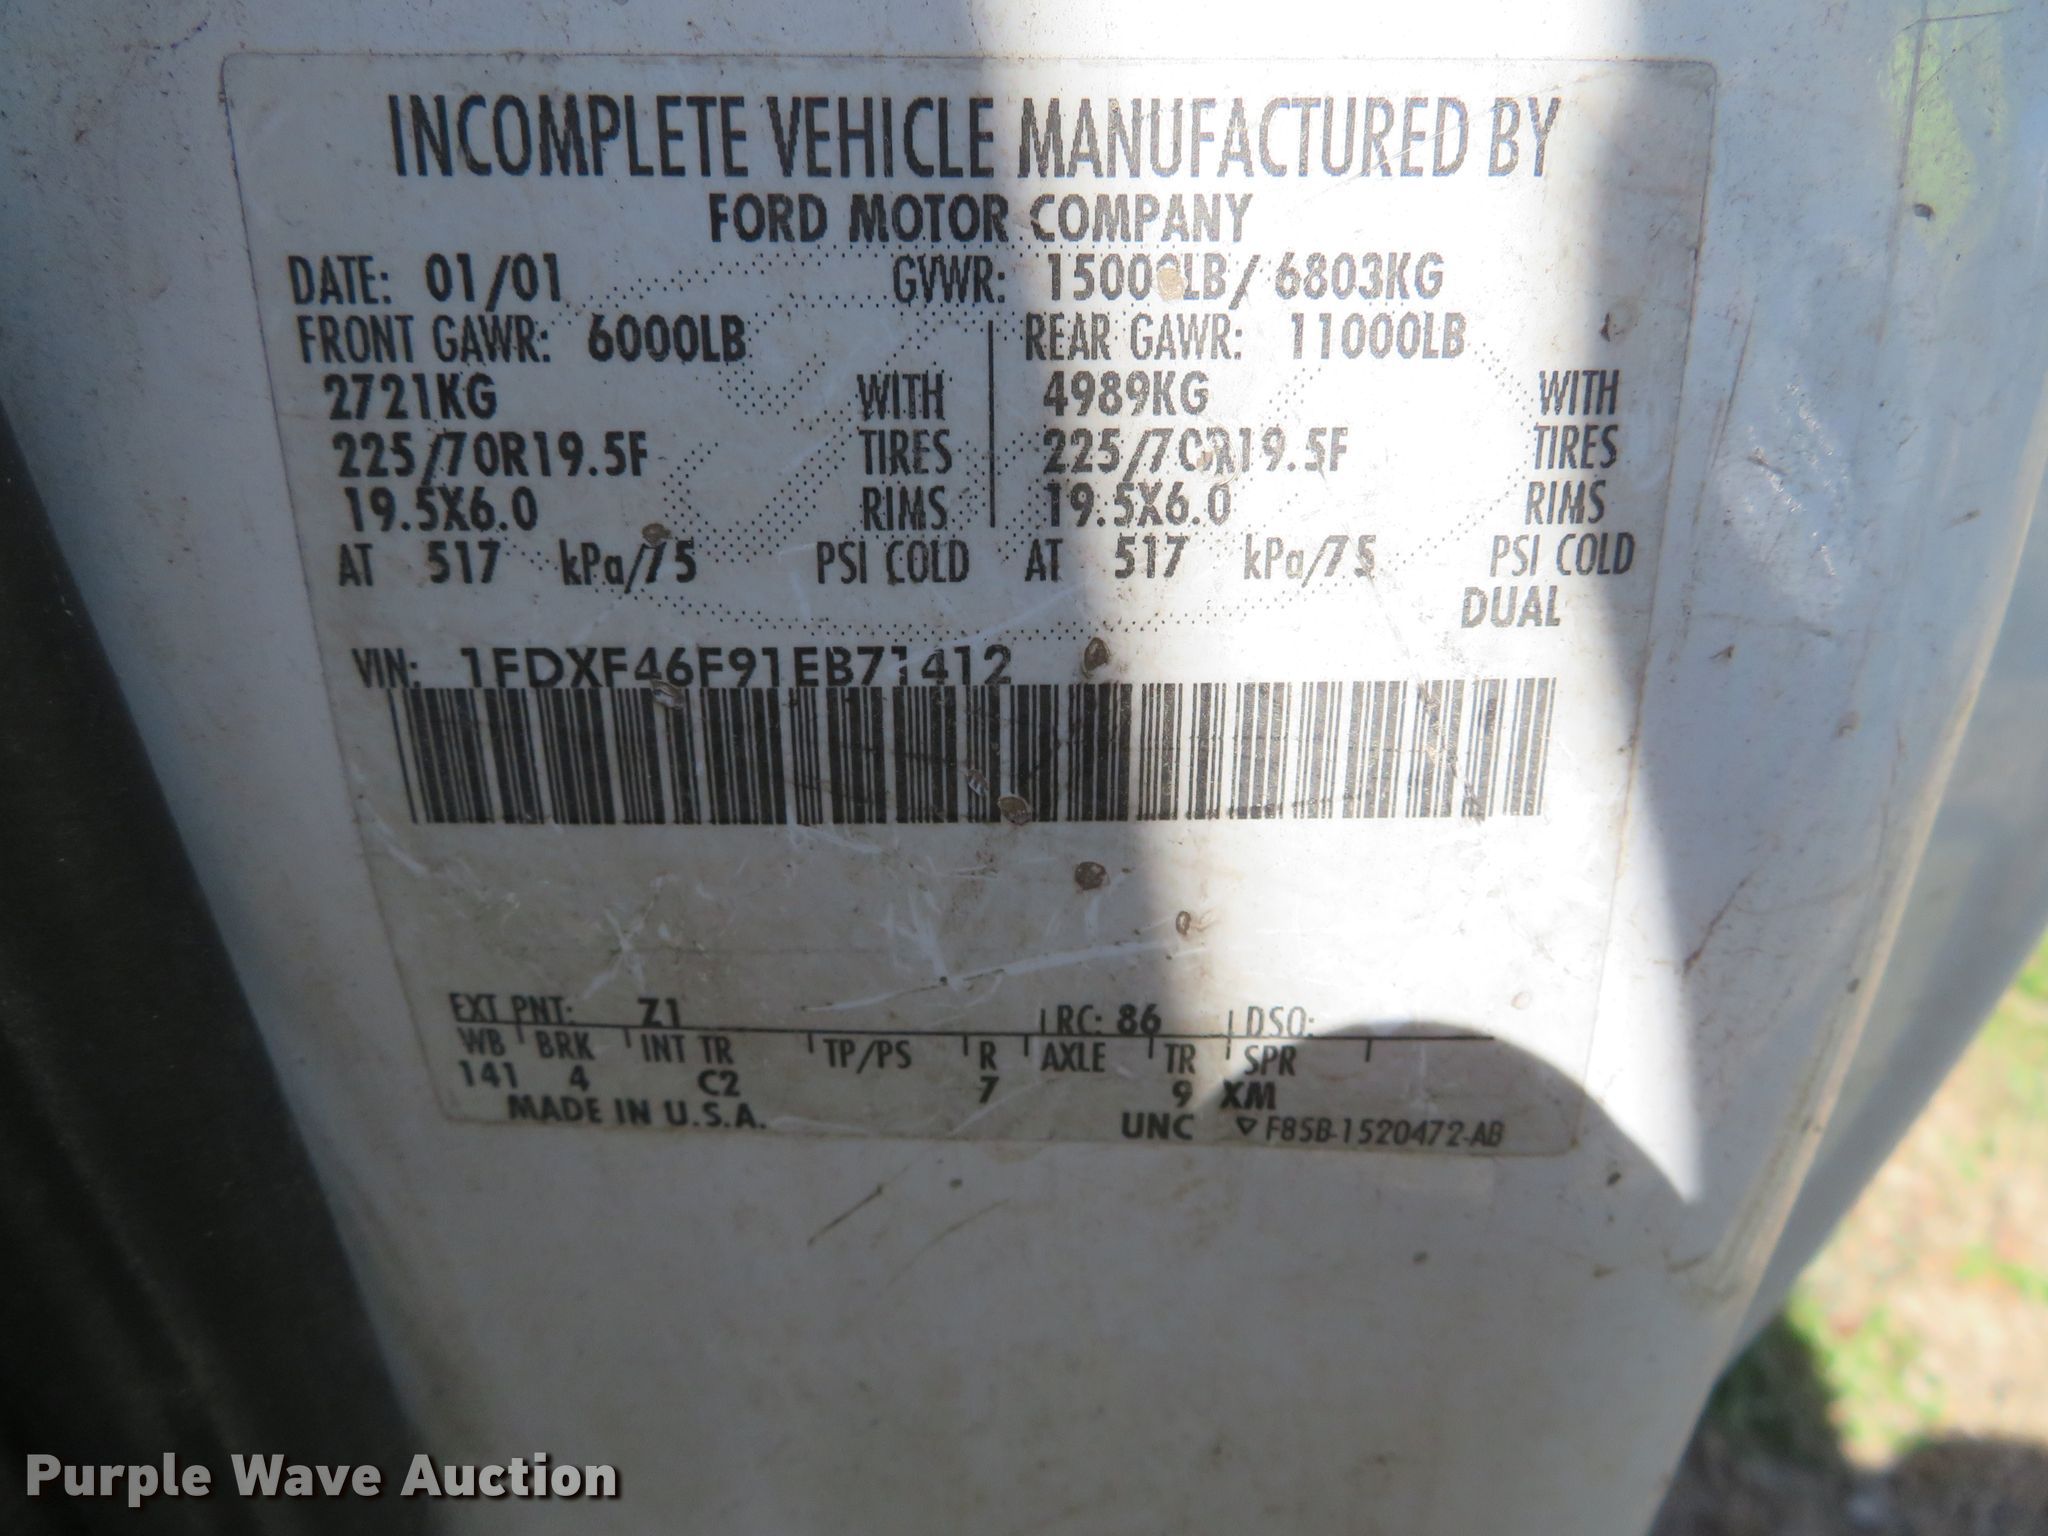 INCOMPLETE VEHICLE MANUFACTURED BY
FORD MOTOR COMPANY
DATE: 01/01 GVWR: 15000LB/ 6803KG
FRONT GAWR: 6000LB REAR GAWR: 11000LB
2721KG WITH 4989KG WITH
225/70R19.5F TIRES 225/70R19.5F TIRES
19.5X6.0 RIMS 19.5X6.0 RIMS
AT 517 kPa/75 PSI COLD AT 517 kPa/75 PSI COLD
DUAL
VIN: 1FDXF46F91EB71412
EXT PNT: Z1 RC: 86 DSO:
WB BRK INT TR TP/PS R AXLE TR SPR
141 4 C2 7 9 XM
MADE IN U.S.A. UNC F85B-1520472-AB
Purple Wave Auction